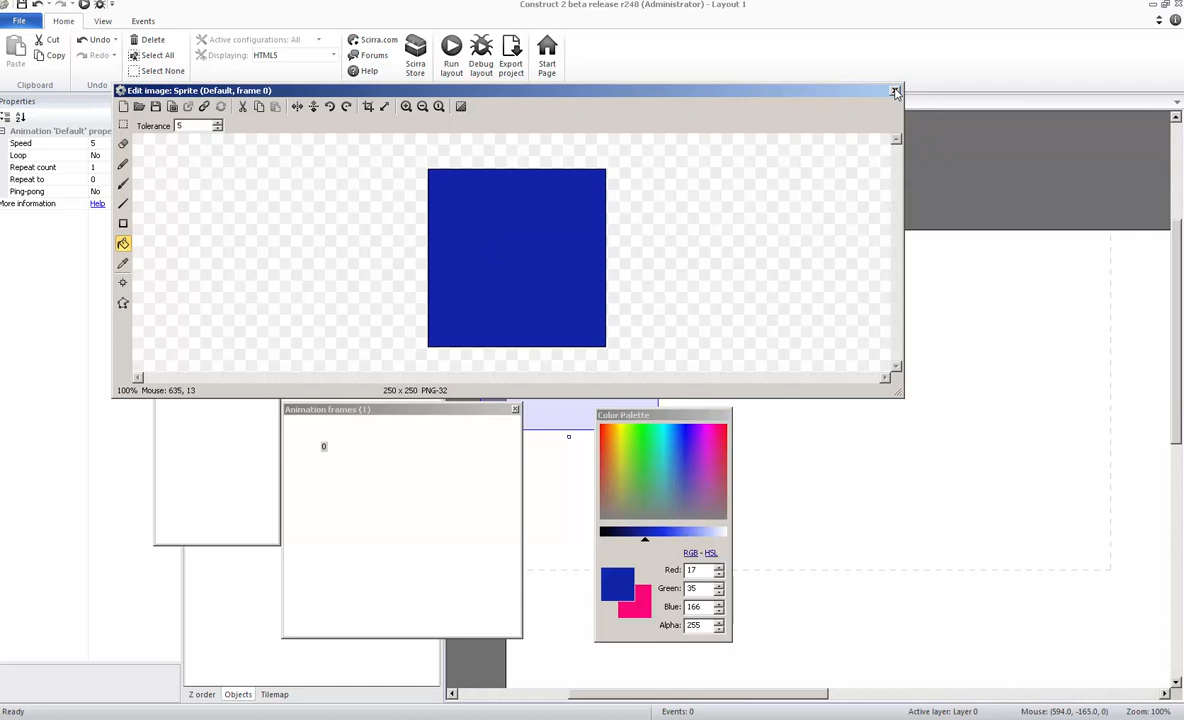 Construct 2 beta release r248 (Administrator) - Layout 1
File Home View Events
Paste Cut Copy Undo Redo Delete Select All Select None Active configurations: All Displaying: HTML5 Scirra.com Forums Help Scirra Store Run layout Debug layout Export project Start Page
Clipboard Undo
Properties
Edit image: Sprite (Default, frame 0)
Tolerance 5
Animation 'Default' prope
Speed 5
Loop No
Repeat count 1
Repeat to 0
Ping-pong No
More information Help
100% Mouse: 635, 13 250 x 250 PNG-32
Animation frames (1)
0
Color Palette
RGB - HSL
Red: 17
Green: 35
Blue: 166
Alpha: 255
Z order Objects Tilemap
Ready Events: 0 Active layer: Layer 0 Mouse: (594.0, -165.0, 0) Zoom: 100%